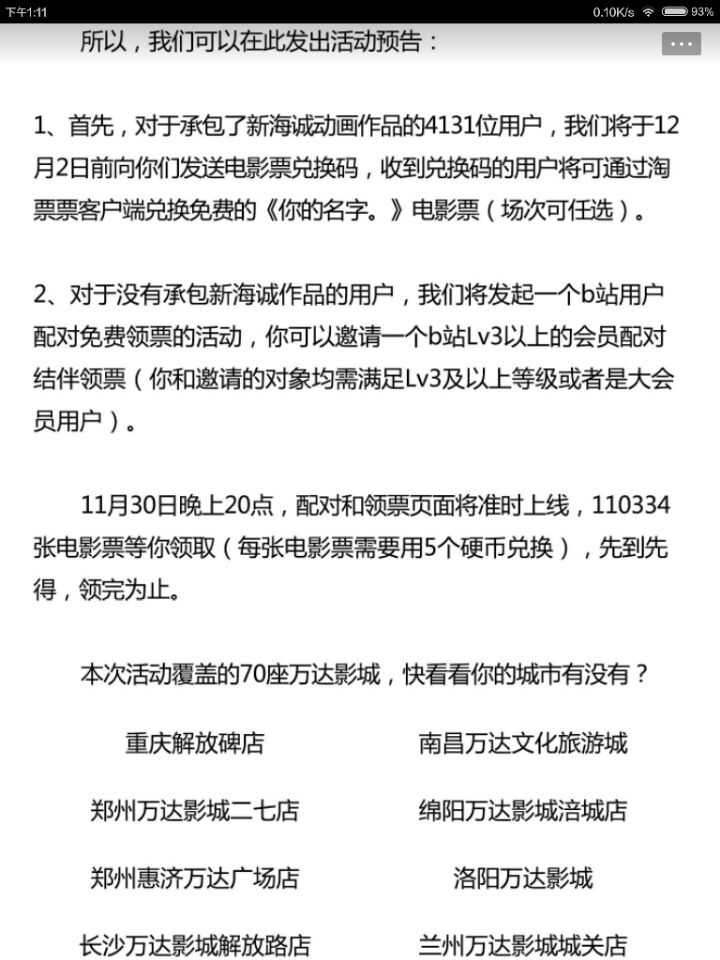 下午1:11 0.10K/s 93%
所以，我们可以在此发出活动预告：
1、首先，对于承包了新海诚动画作品的4131位用户，我们将于12
月2日前向你们发送电影票兑换码，收到兑换码的用户将可通过淘
票票客户端兑换免费的《你的名字。》电影票（场次可任选）。
2、对于没有承包新海诚作品的用户，我们将发起一个b站用户
配对免费领票的活动，你可以邀请一个b站Lv3以上的会员配对
结伴领票（你和邀请的对象均需满足Lv3及以上等级或者是大会
员用户）。
11月30日晚上20点，配对和领票页面将准时上线，110334
张电影票等你领取（每张电影票需要用5个硬币兑换），先到先
得，领完为止。
本次活动覆盖的70座万达影城，快看看你的城市有没有？
重庆解放碑店 南昌万达文化旅游城
郑州万达影城二七店 绵阳万达影城涪城店
郑州惠济万达广场店 洛阳万达影城
长沙万达影城解放路店 兰州万达影城城关店